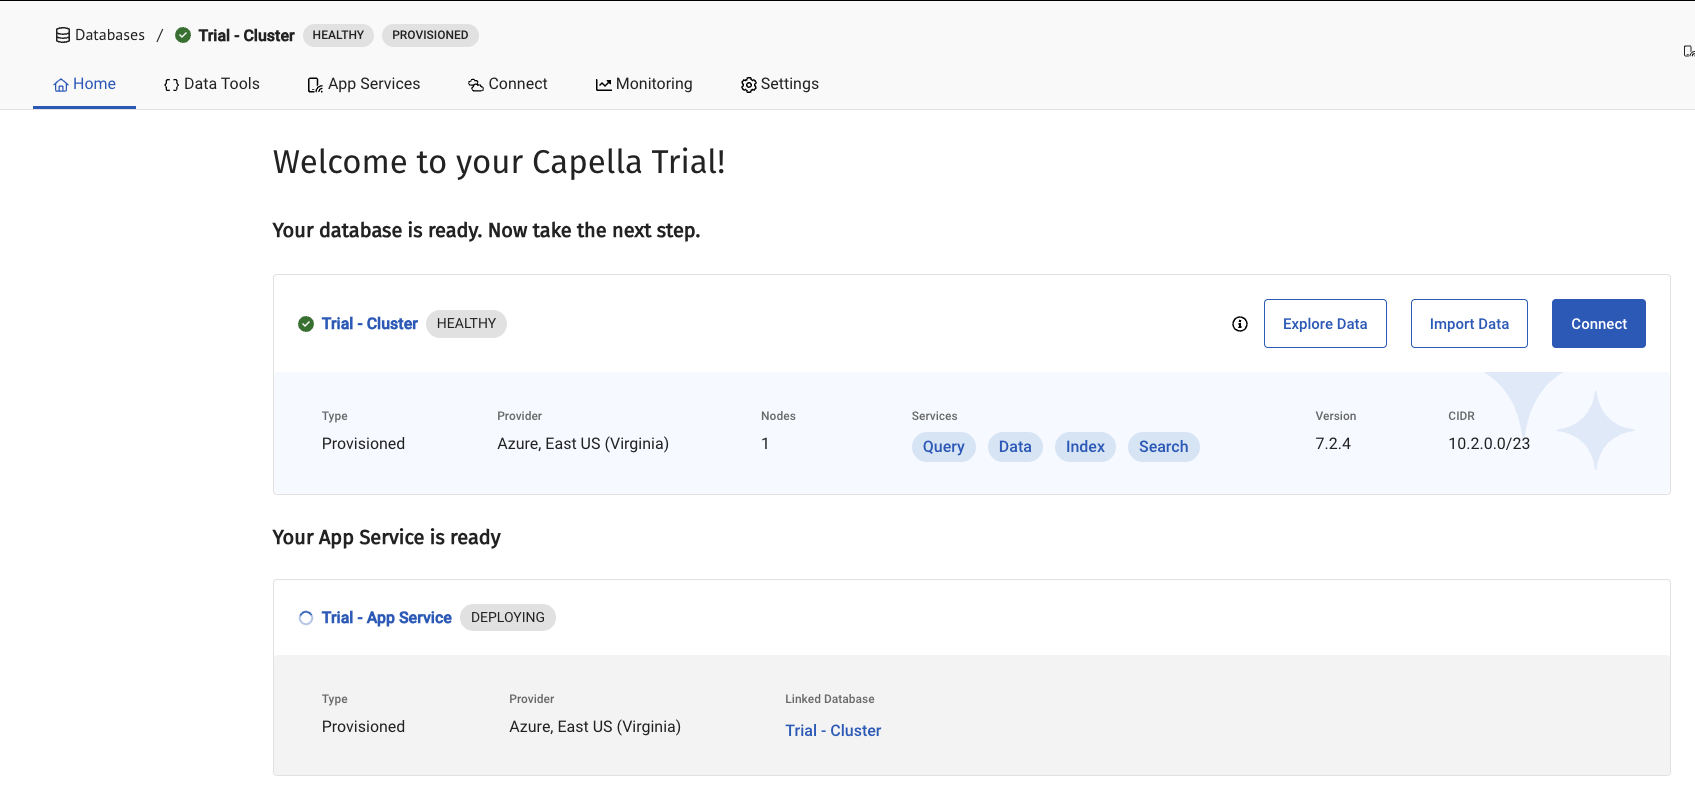 Databases / Trial - Cluster HEALTHY PROVISIONED
Home Data Tools App Services Connect Monitoring Settings
Welcome to your Capella Trial!
Your database is ready. Now take the next step.
Trial - Cluster HEALTHY Explore Data Import Data Connect
Type Provider Nodes Services Version CIDR
Provisioned Azure, East US (Virginia) 1 Query Data Index Search 7.2.4 10.2.0.0/23
Your App Service is ready
Trial - App Service DEPLOYING
Type Provider Linked Database
Provisioned Azure, East US (Virginia) Trial - Cluster